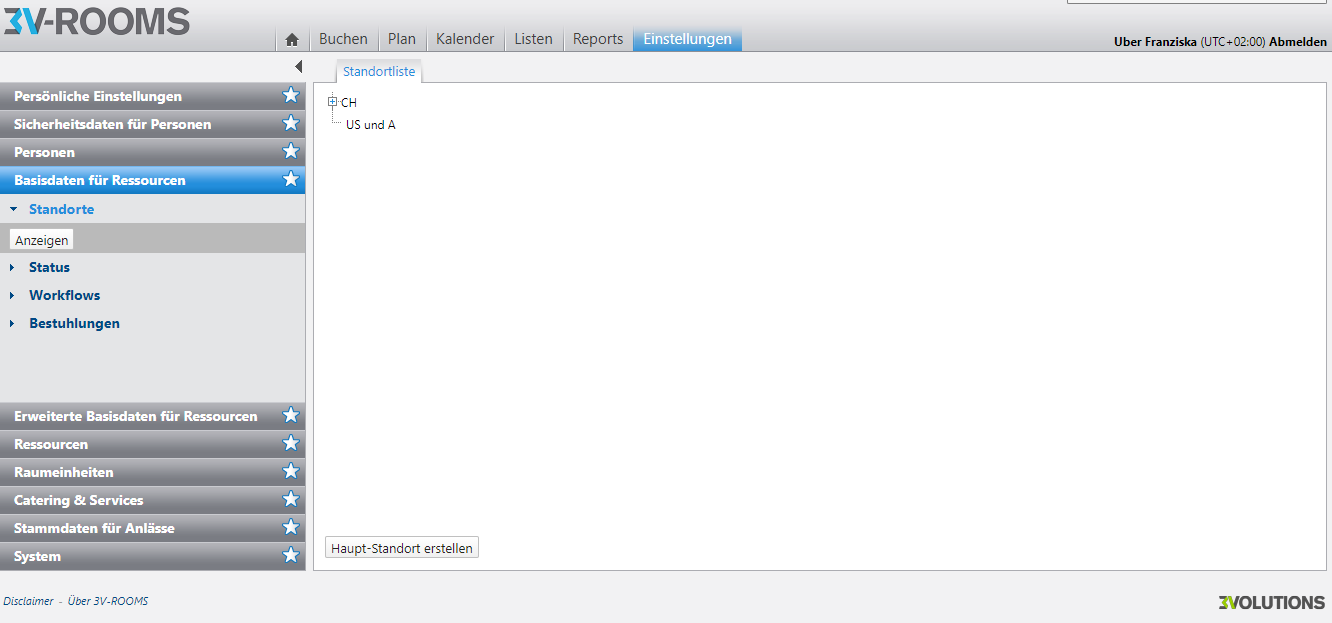 3V-ROOMS
Buchen Plan Kalender Listen Reports Einstellungen
Uber Franziska (UTC+02:00) Abmelden
Standortliste
Persönliche Einstellungen
Sicherheitsdaten für Personen
Personen
Basisdaten für Ressourcen
Standorte
Anzeigen
Status
Workflows
Bestuhlungen
Erweiterte Basisdaten für Ressourcen
Ressourcen
Raumeinheiten
Catering & Services
Stammdaten für Anlässe
System
CH
US und A
Haupt-Standort erstellen
Disclaimer - Über 3V-ROOMS
3VOLUTIONS